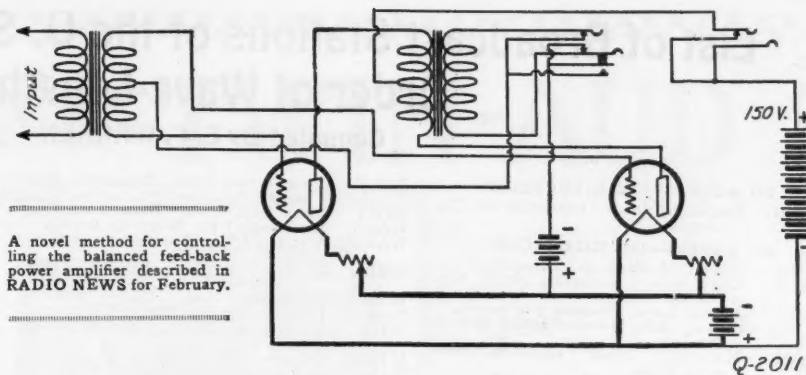 Input
150 V.
+
-
-
+
-
+
A novel method for control-
ling the balanced feed-back
power amplifier described in
RADIO NEWS for February.
Q-2011